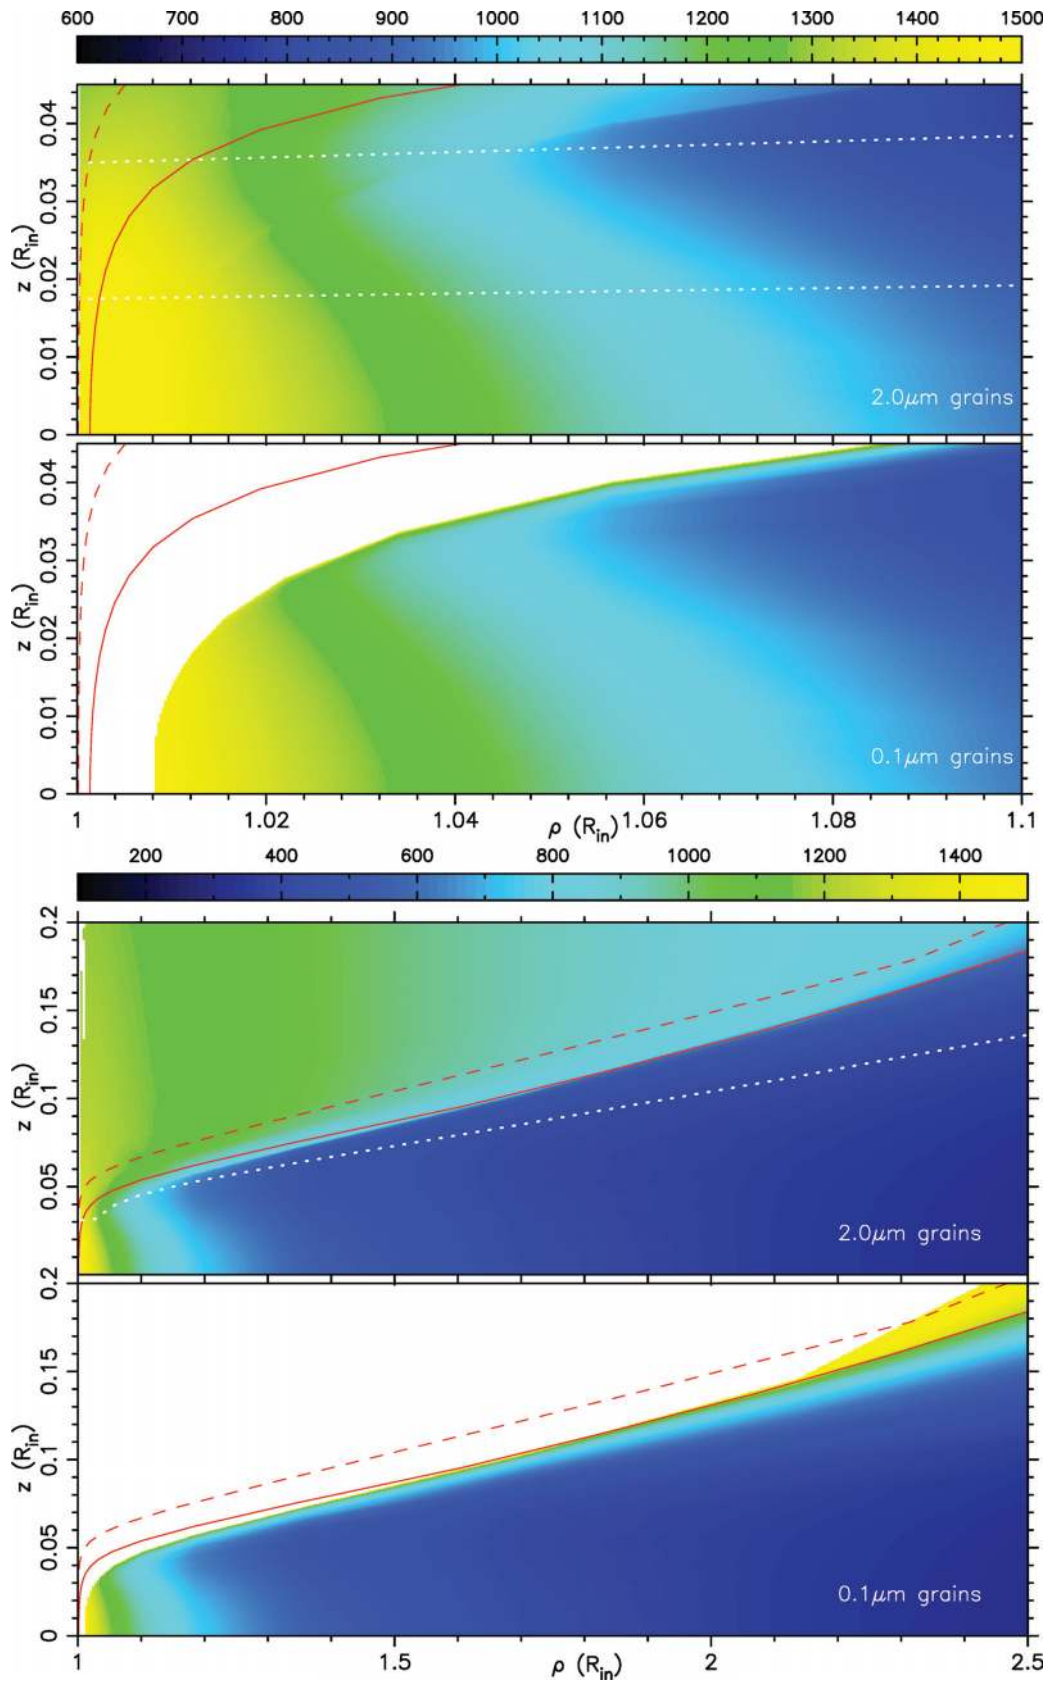 600 700 800 900 1000 1100 1200 1300 1400 1500
0.04
0.03
0.02
0.01
0
z (R_in)
2.0μm grains
0.04
0.03
0.02
0.01
0
z (R_in)
0.1μm grains
1 1.02 1.04 1.06 1.08 1.1
ρ (R_in)
200 400 600 800 1000 1200 1400
0.2
0.15
0.1
0.05
z (R_in)
2.0μm grains
0.2
0.15
0.1
0.05
0
z (R_in)
0.1μm grains
1 1.5 2 2.5
ρ (R_in)